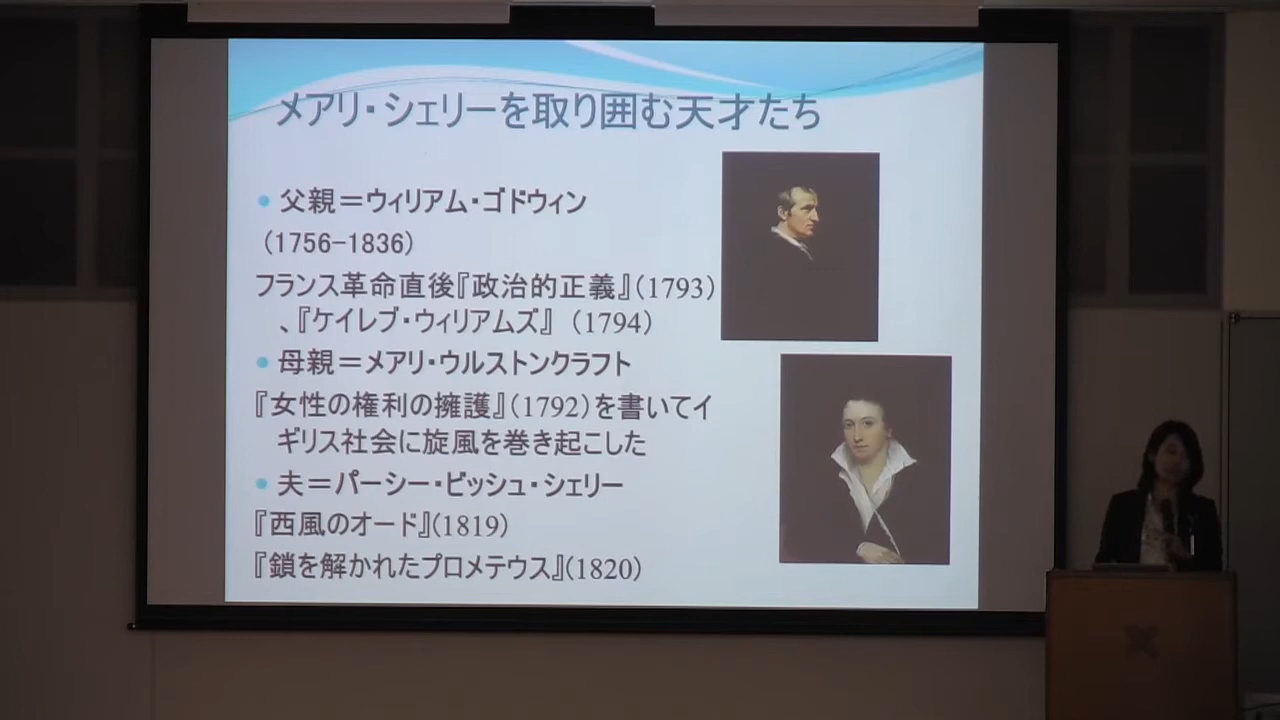 メアリ・シェリーを取り囲む天才たち
• 父親＝ウィリアム・ゴドウィン
（1756-1836）
フランス革命直後『政治的正義』（1793）
、『ケイレブ・ウィリアムズ』 （1794）
• 母親＝メアリ・ウルストンクラフト
『女性の権利の擁護』（1792）を書いてイ
ギリス社会に旋風を巻き起こした
• 夫＝パーシー・ビッシュ・シェリー
『西風のオード』（1819）
『鎖を解かれたプロメテウス』（1820）